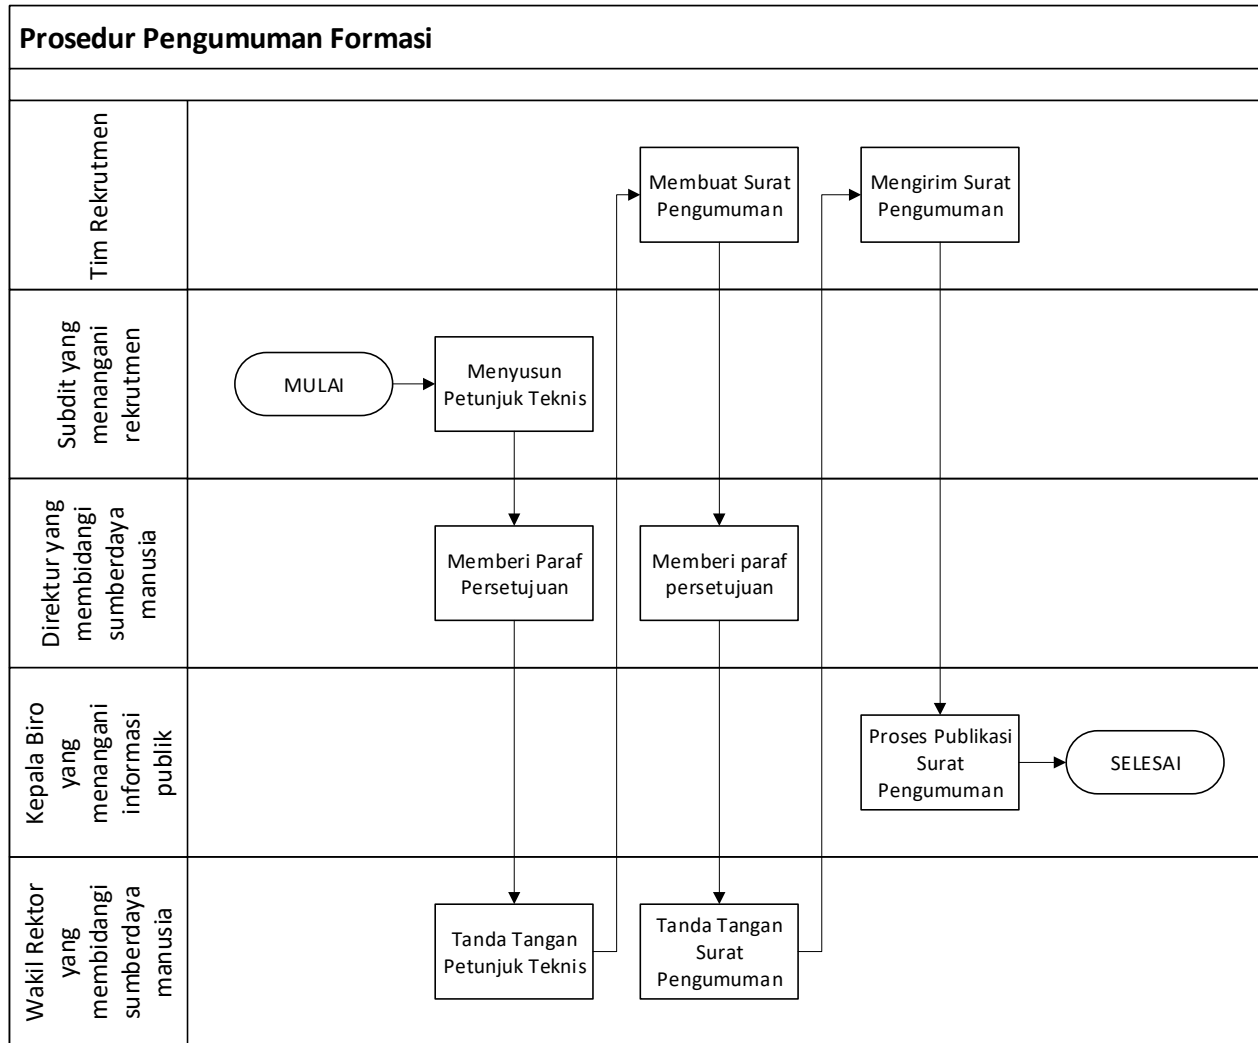 Prosedur Pengumuman Formasi
Tim Rekrutmen
Membuat Surat
Pengumuman
Mengirim Surat
Pengumuman
Subdit yang
menangani
rekrutmen
MULAI
Menyusun
Petunjuk Teknis
Direktur yang
membidangi
sumberdaya
manusia
Memberi Paraf
Persetujuan
Memberi paraf
persetujuan
Kepala Biro
yang
menangani
informasi
publik
Proses Publikasi
Surat
Pengumuman
SELESAI
Wakil Rektor
yang
membidangi
sumberdaya
manusia
Tanda Tangan
Petunjuk Teknis
Tanda Tangan
Surat
Pengumuman